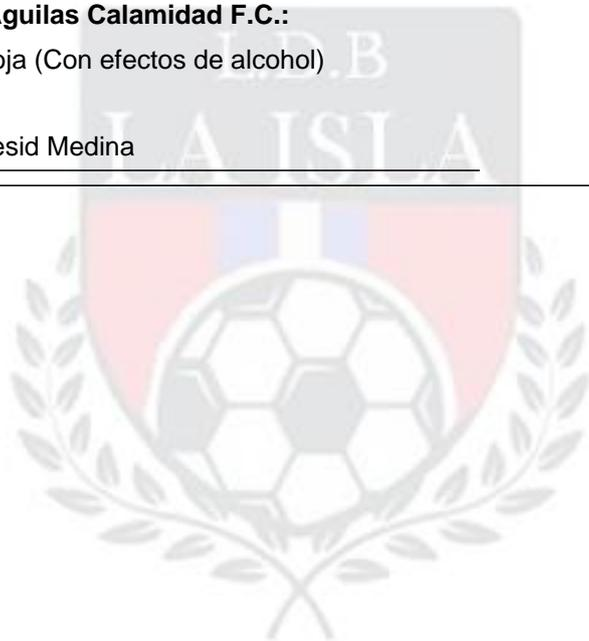 Aguilas Calamidad F.C.:
oja (Con efectos de alcohol)
L.D.B
esid Medina
LA ISLA